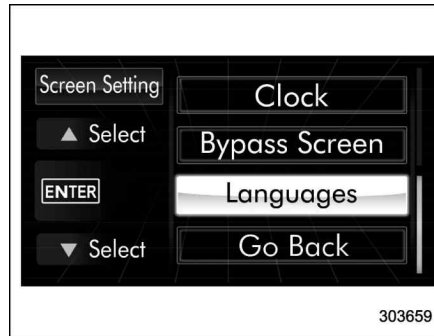 Screen Setting
Clock
▲ Select
Bypass Screen
ENTER
Languages
▼ Select
Go Back
303659